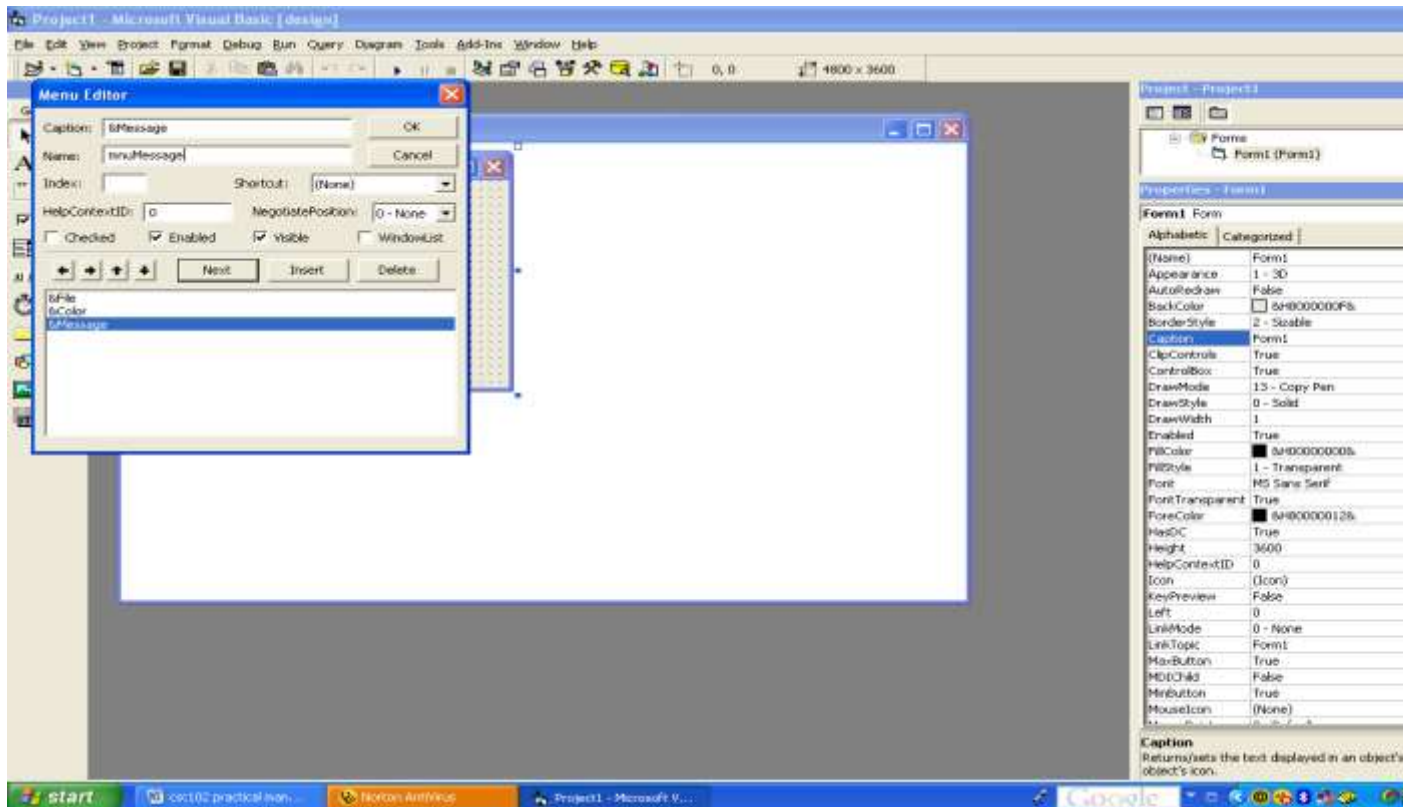 Project1 - Microsoft Visual Basic [design]
File Edit View Project Format Debug Run Query Diagram Tools Add-Ins Window Help
0, 0 4800 x 3600
Menu Editor
Caption: &Message OK
Name: mnuMessage Cancel
Index: Shortcut: (None)
HelpContextID: 0 NegotiatePosition: 0 - None
Checked Enabled Visible WindowList
Next Insert Delete
&File
&Color
&Message
Project - Project1
Forms
Form1 (Form1)
Properties - Form1
Form1 Form
Alphabetic Categorized
(Name) Form1
Appearance 1 - 3D
AutoRedraw False
BackColor &H8000000F&
BorderStyle 2 - Sizable
Caption Form1
ClipControls True
ControlBox True
DrawMode 13 - Copy Pen
DrawStyle 0 - Solid
DrawWidth 1
Enabled True
FillColor &H00000000&
FillStyle 1 - Transparent
Font MS Sans Serif
FontTransparent True
ForeColor &H80000012&
HasDC True
Height 3600
HelpContextID 0
Icon (Icon)
KeyPreview False
Left 0
LinkMode 0 - None
LinkTopic Form1
MaxButton True
MDIChild False
MinButton True
MouseIcon (None)
Caption
Returns/sets the text displayed in an object's
object's icon.
start csc102 practical man... Norton AntiVirus Project1 - Microsoft V... Google